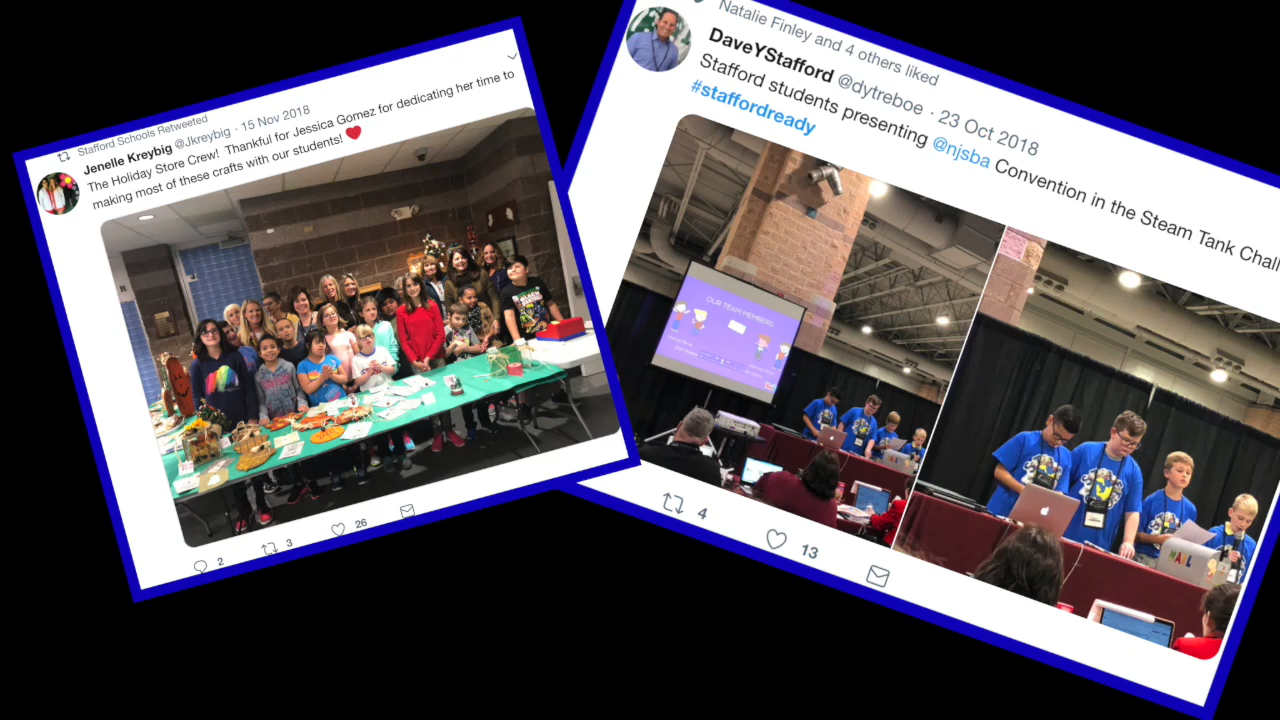 Stafford Schools Retweeted
Jenelle Kreybig @Jkreybig · 15 Nov 2018
The Holiday Store Crew! Thankful for Jessica Gomez for dedicating her time to
making most of these crafts with our students! ❤️
2
3
26
Natalie Finley and 4 others liked
DaveYStafford @dytreboe · 23 Oct 2018
Stafford students presenting @njsba Convention in the Steam Tank Chall
#staffordready
OUR TEAM MEMBERS
4
13